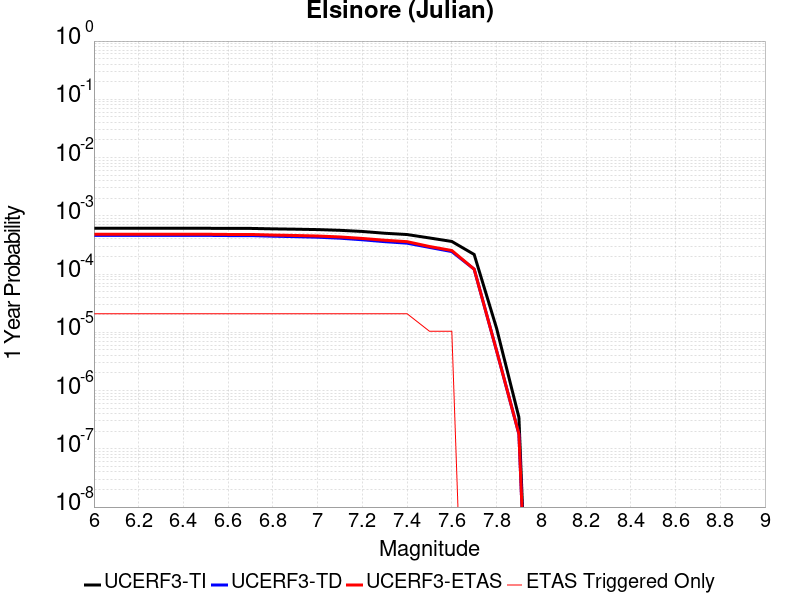 Elsinore (Julian)
10 0
10 -1
10 -2
10 -3
10 -4
10 -5
10 -6
10 -7
10 -8
1 Year Probability
6 6.2 6.4 6.6 6.8 7 7.2 7.4 7.6 7.8 8 8.2 8.4 8.6 8.8 9
Magnitude
UCERF3-TI UCERF3-TD UCERF3-ETAS ETAS Triggered Only